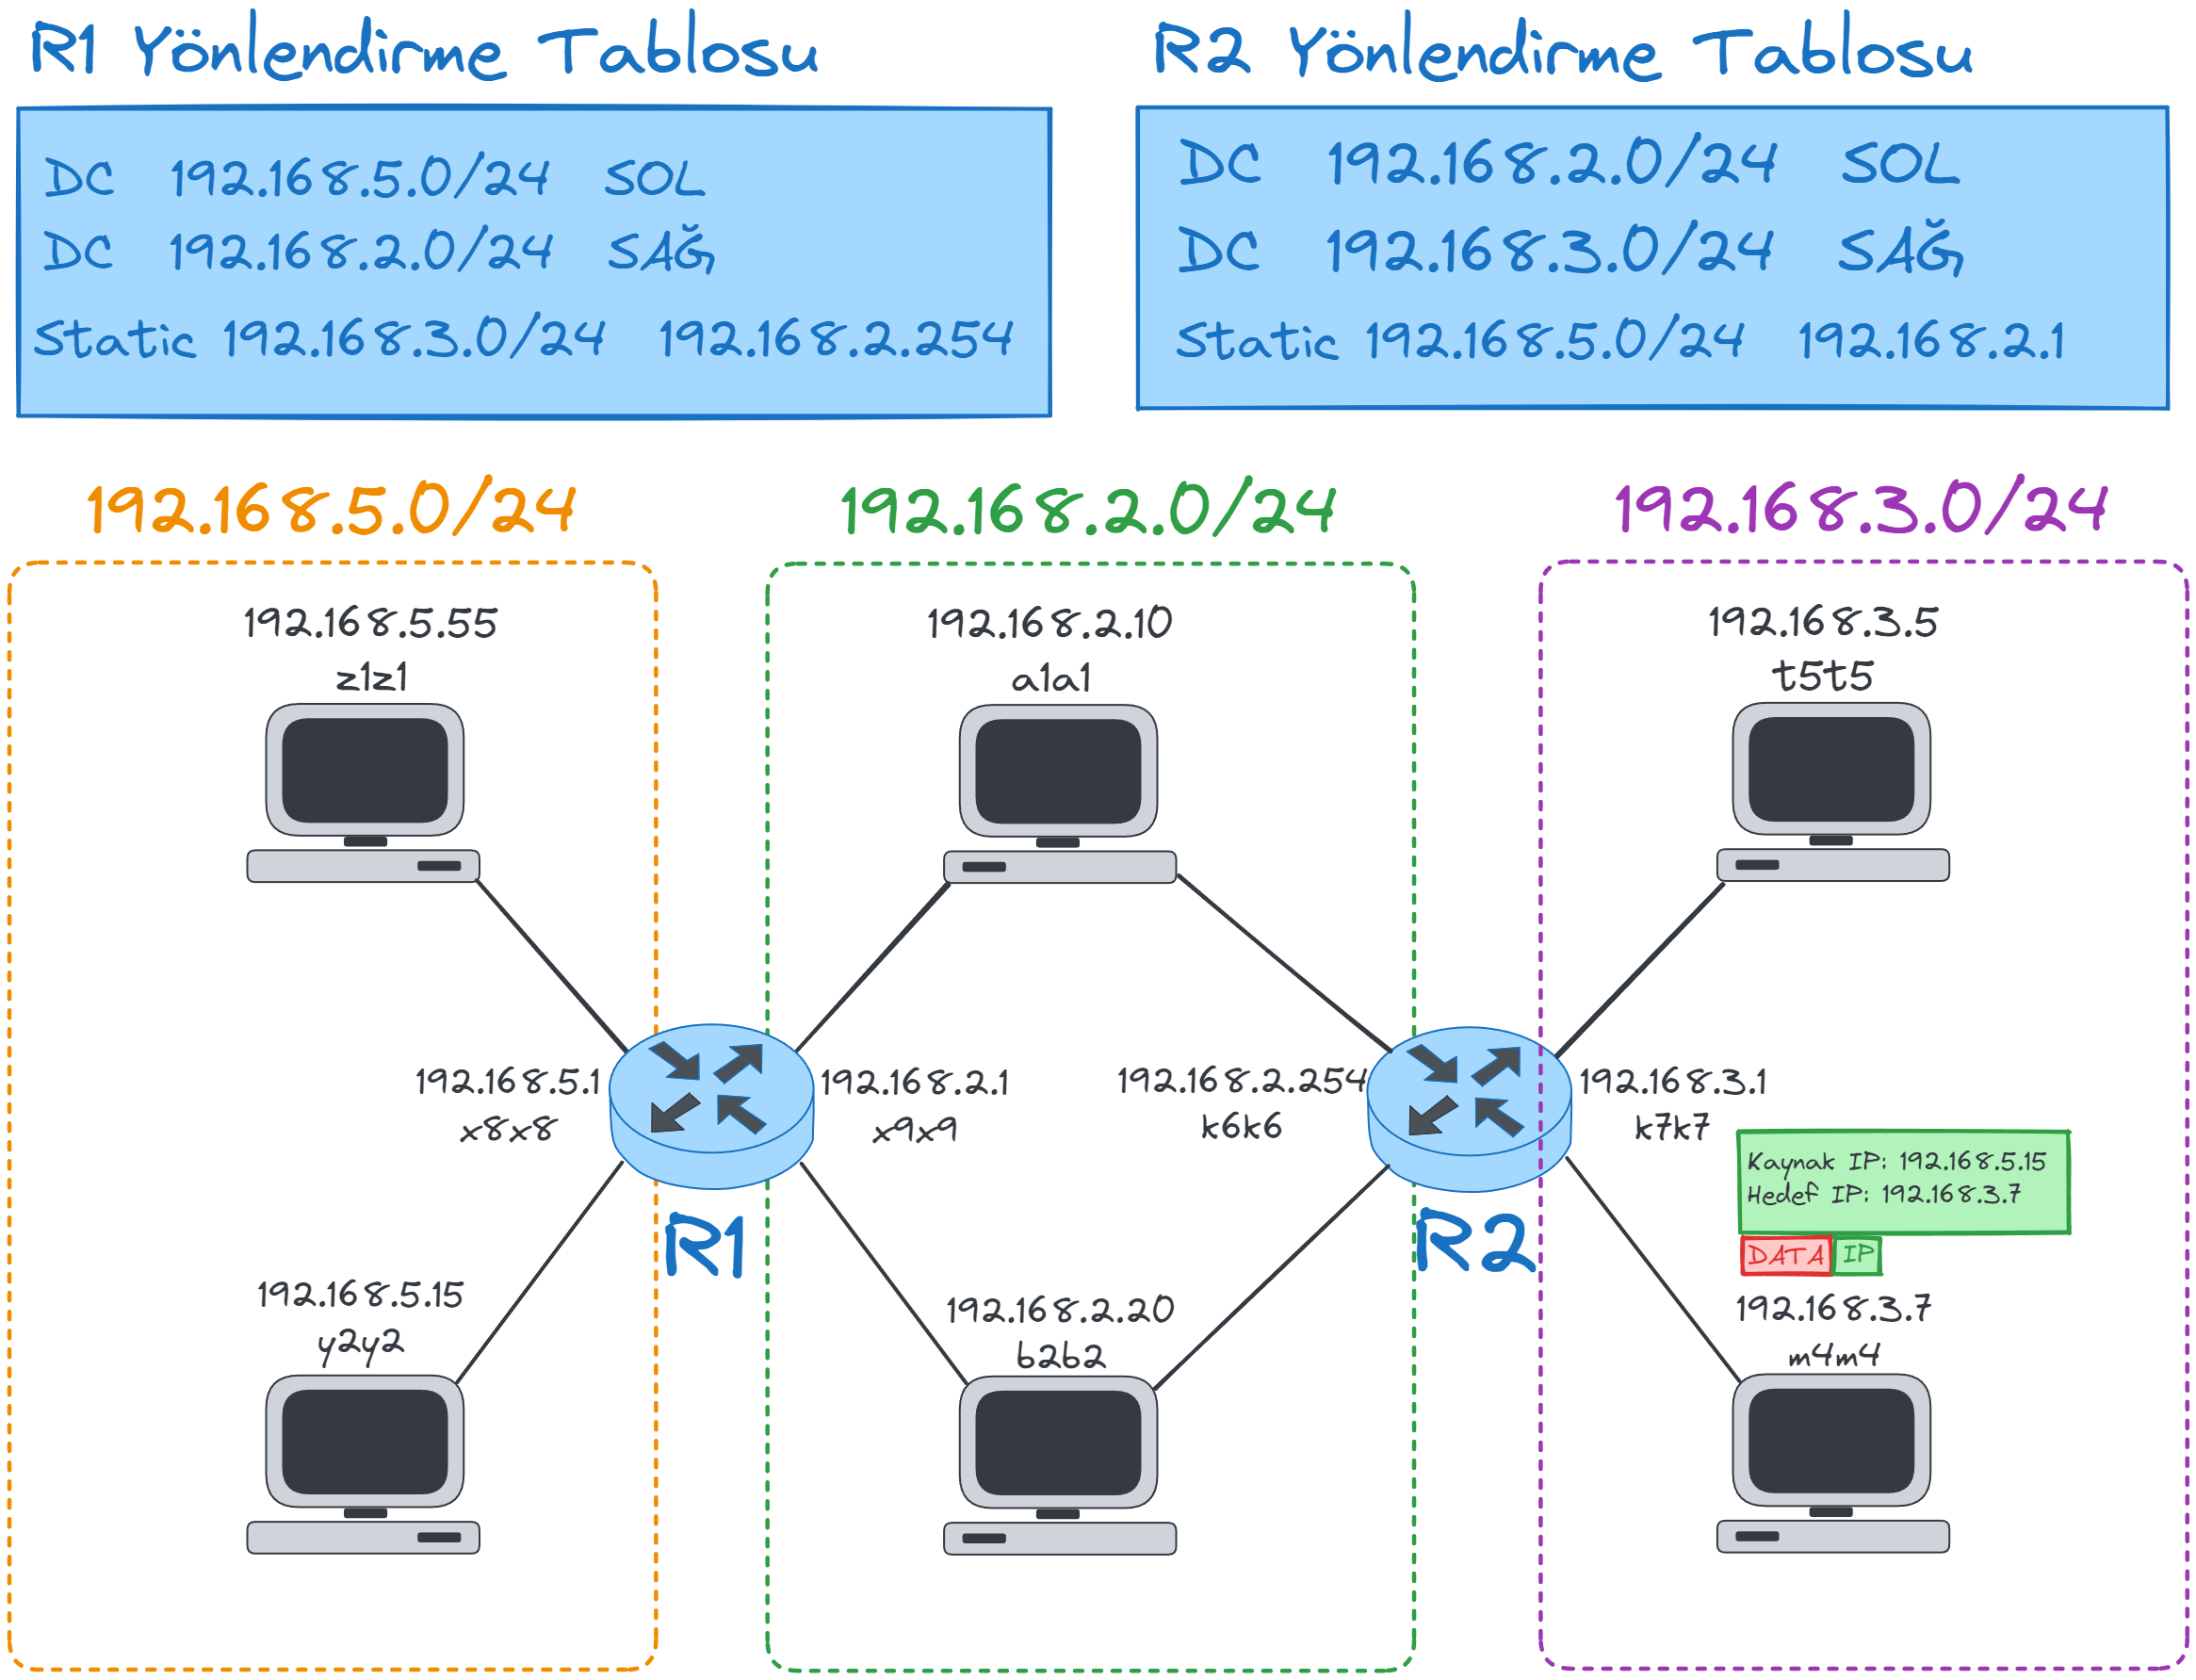 R1 Yönlendirme Tablosu
DC 192.168.5.0/24 SOL
DC 192.168.2.0/24 SAĞ
Static 192.168.3.0/24 192.168.2.254
R2 Yönlendirme Tablosu
DC 192.168.2.0/24 SOL
DC 192.168.3.0/24 SAĞ
Static 192.168.5.0/24 192.168.2.1
192.168.5.0/24
192.168.2.0/24
192.168.3.0/24
192.168.5.55
z1z1
192.168.2.10
a1a1
192.168.3.5
t5t5
192.168.5.1
x8x8
192.168.2.1
x9x9
192.168.2.254
k6k6
192.168.3.1
k7k7
Kaynak IP: 192.168.5.15
Hedef IP: 192.168.3.7
DATA IP
R1
R2
192.168.5.15
y2y2
192.168.2.20
b2b2
192.168.3.7
m4m4